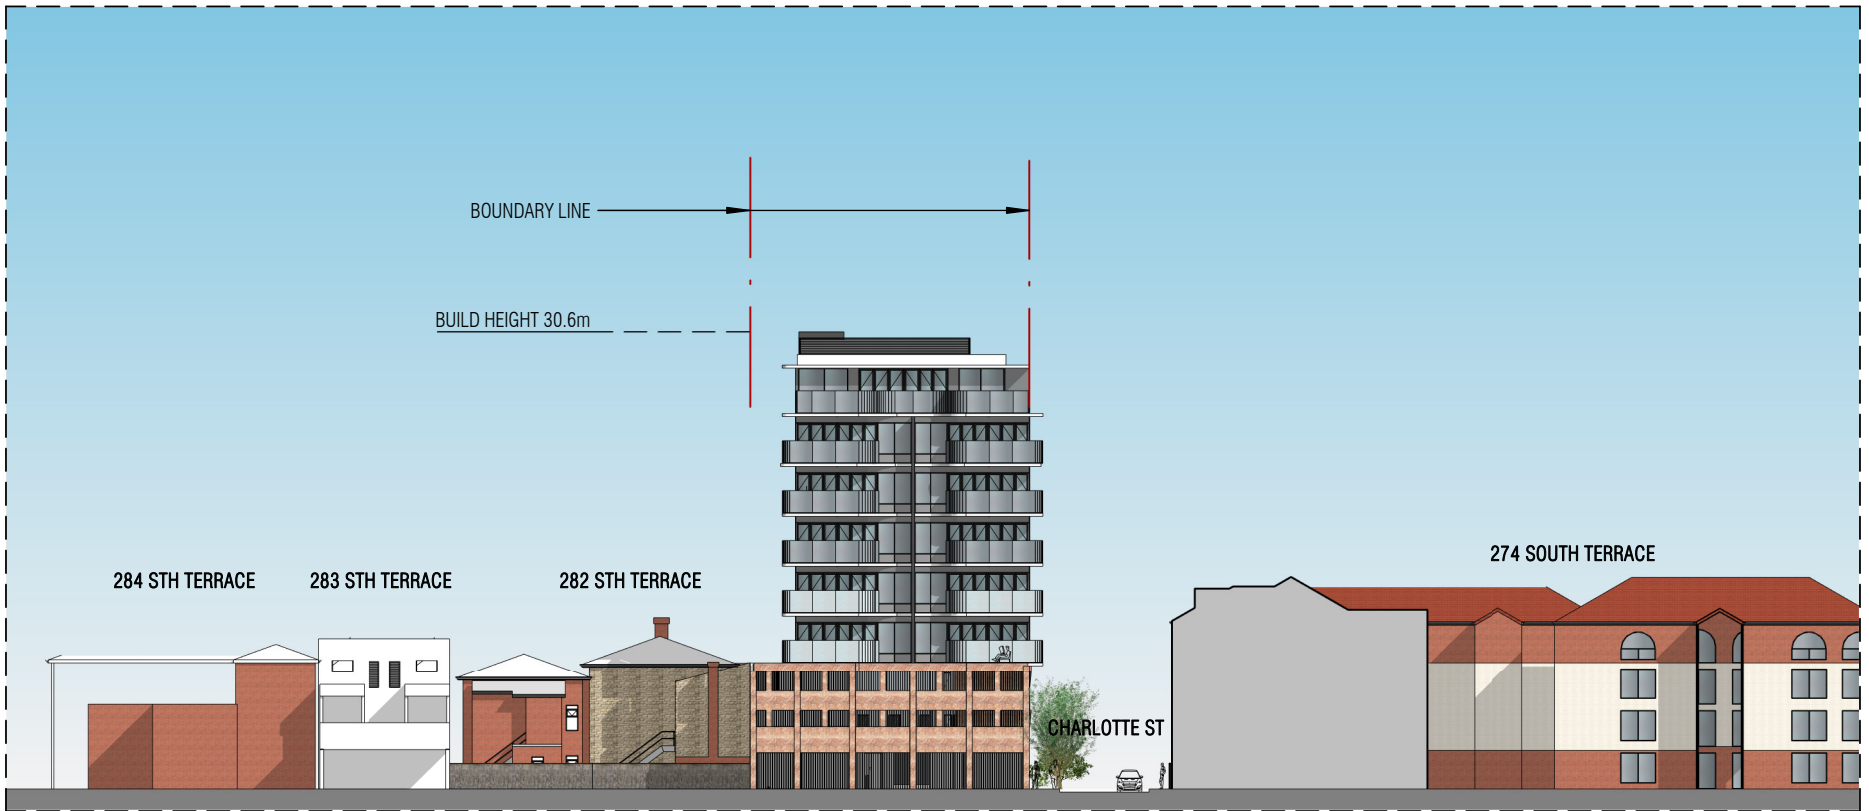 BOUNDARY LINE
BUILD HEIGHT 30.6m
284 STH TERRACE
283 STH TERRACE
282 STH TERRACE
274 SOUTH TERRACE
CHARLOTTE ST